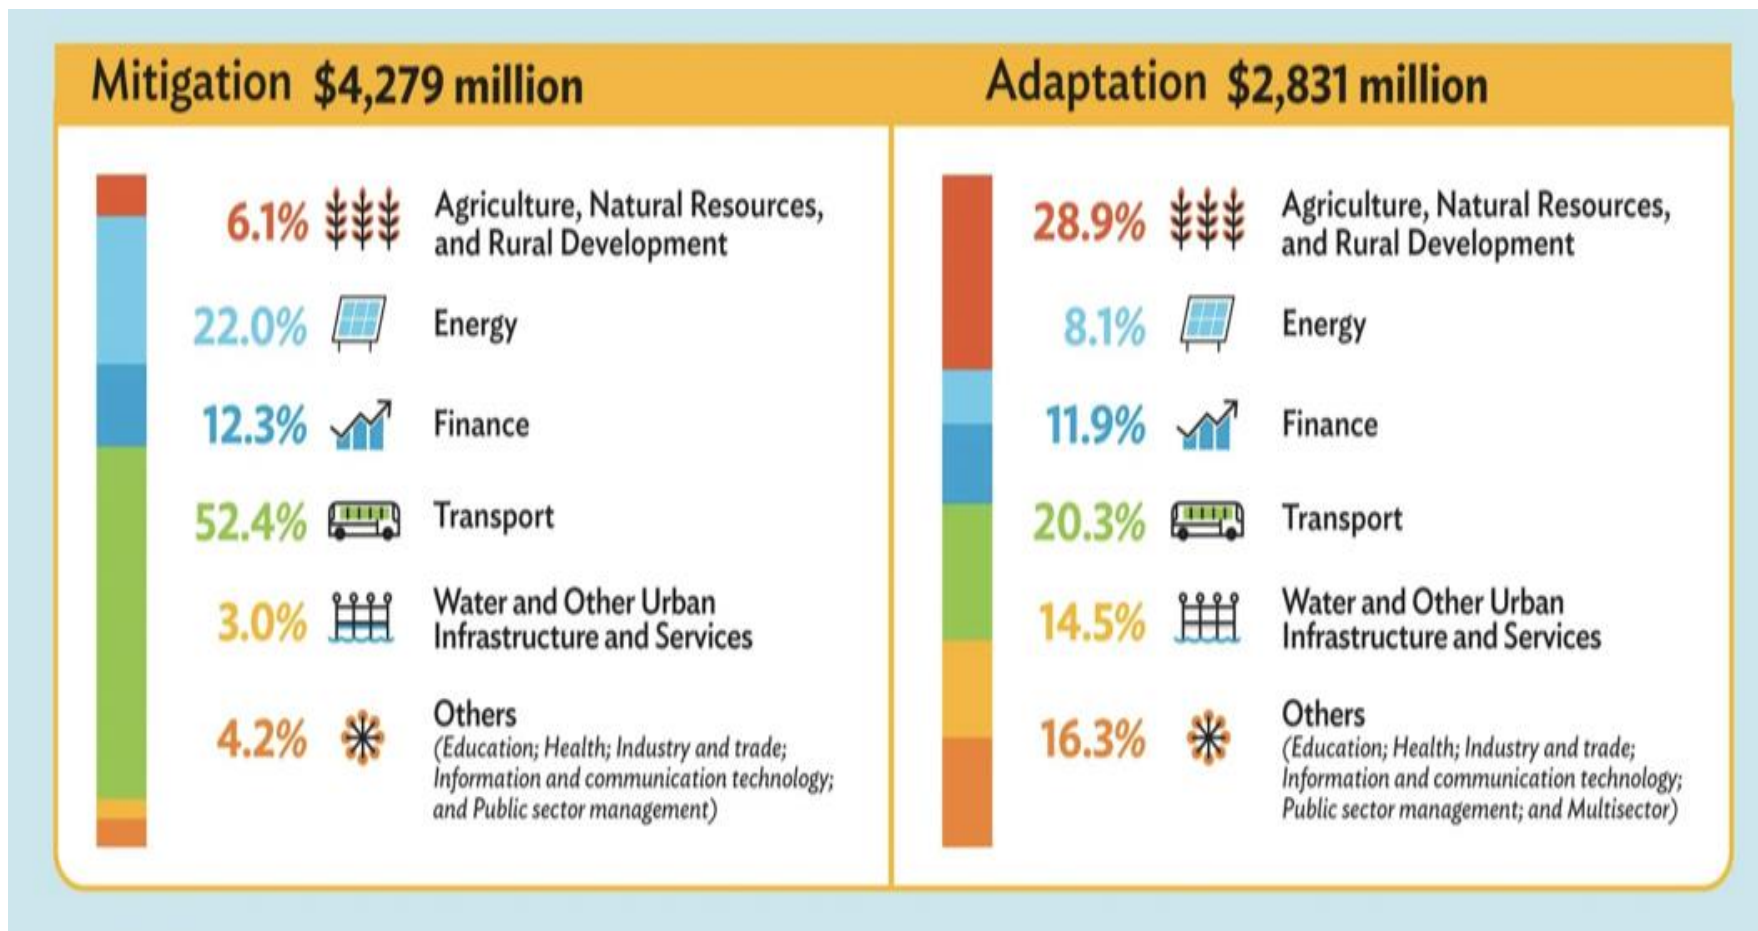 Mitigation $4,279 million
6.1%
Agriculture, Natural Resources,
and Rural Development
22.0%
Energy
12.3%
Finance
52.4%
Transport
3.0%
Water and Other Urban
Infrastructure and Services
4.2%
Others
(Education; Health; Industry and trade;
Information and communication technology;
and Public sector management)
Adaptation $2,831 million
28.9%
Agriculture, Natural Resources,
and Rural Development
8.1%
Energy
11.9%
Finance
20.3%
Transport
14.5%
Water and Other Urban
Infrastructure and Services
16.3%
Others
(Education; Health; Industry and trade;
Information and communication technology;
Public sector management; and Multisector)